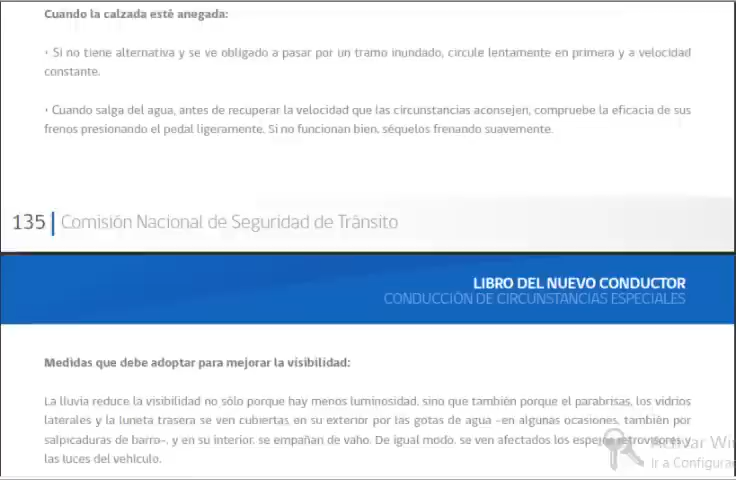 Cuando la calzada esté anegada:
· Si no tiene alternativa y se ve obligado a pasar por un tramo inundado, circule lentamente en primera y a velocidad
constante.
· Cuando salga del agua, antes de recuperar la velocidad que las circunstancias aconsejen, compruebe la eficacia de sus
frenos presionando el pedal ligeramente. Si no funcionan bien, séquelos frenando suavemente.
135 | Comisión Nacional de Seguridad de Tránsito
LIBRO DEL NUEVO CONDUCTOR
CONDUCCIÓN DE CIRCUNSTANCIAS ESPECIALES
Medidas que debe adoptar para mejorar la visibilidad:
La lluvia reduce la visibilidad no sólo porque hay menos luminosidad, sino que también porque el parabrisas, los vidrios
laterales y la luneta trasera se ven cubiertas en su exterior por las gotas de agua -en algunas ocasiones, también por
salpicaduras de barro-, y en su interior, se empañan de vaho. De igual modo, se ven afectados los espejos retrovisores y
las luces del vehículo.
Activar Wi
Ir a Configura